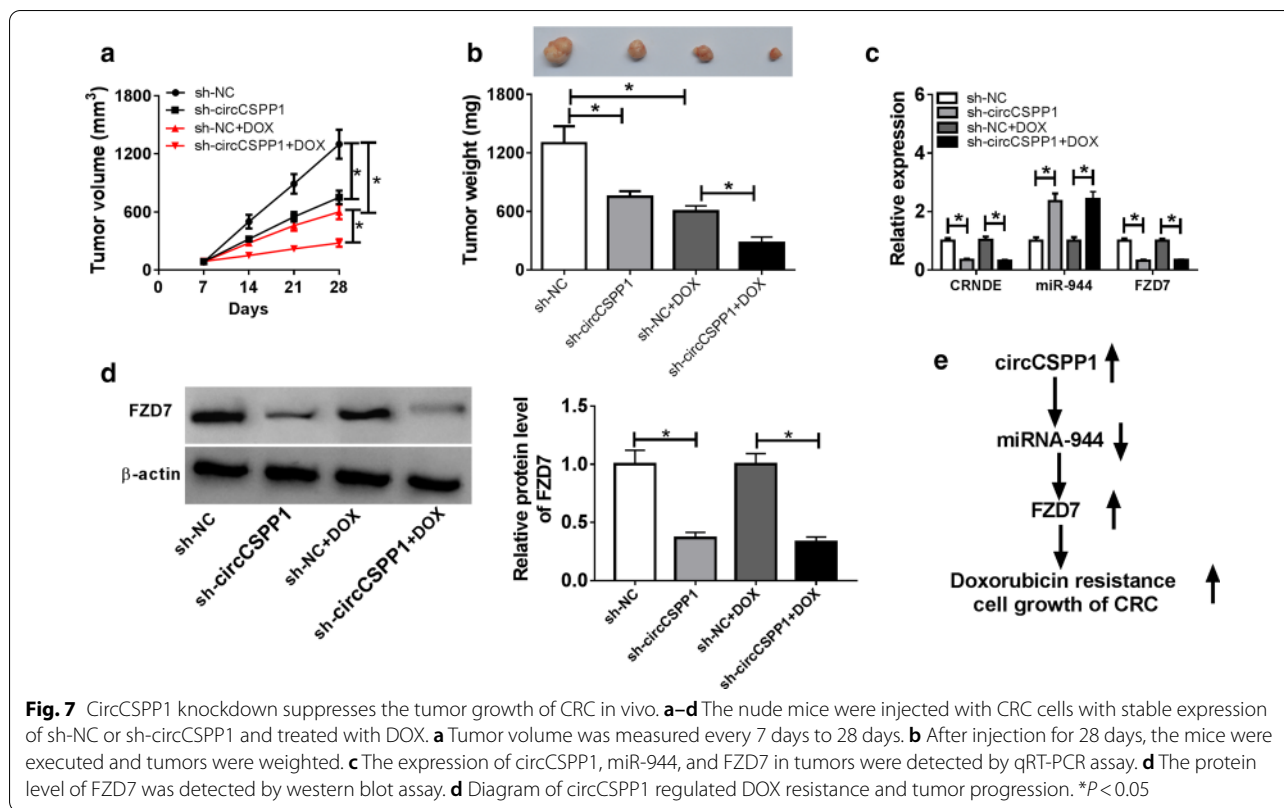 a
sh-NC
sh-circCSPP1
sh-NC+DOX
sh-circCSPP1+DOX
Tumor volume (mm³)
1800
1200
600
0
0 7 14 21 28
Days
*
*
*
b
Tumor weight (mg)
1800
1200
600
0
*
*
*
sh-NC
sh-circCSPP1
sh-NC+DOX
sh-circCSPP1+DOX
c
sh-NC
sh-circCSPP1
sh-NC+DOX
sh-circCSPP1+DOX
Relative expression
6
4
2
0
* * * * * *
CRNDE miR-944 FZD7
d
FZD7
β-actin
sh-NC
sh-circCSPP1
sh-NC+DOX
sh-circCSPP1+DOX
Relative protein level
of FZD7
1.5
1.0
0.5
0.0
* *
sh-NC
sh-circCSPP1
sh-NC+DOX
sh-circCSPP1+DOX
e
circCSPP1
miRNA-944
FZD7
Doxorubicin resistance
cell growth of CRC
Fig. 7 CircCSPP1 knockdown suppresses the tumor growth of CRC in vivo. a–d The nude mice were injected with CRC cells with stable expression
of sh-NC or sh-circCSPP1 and treated with DOX. a Tumor volume was measured every 7 days to 28 days. b After injection for 28 days, the mice were
executed and tumors were weighted. c The expression of circCSPP1, miR-944, and FZD7 in tumors were detected by qRT-PCR assay. d The protein
level of FZD7 was detected by western blot assay. d Diagram of circCSPP1 regulated DOX resistance and tumor progression. *P < 0.05